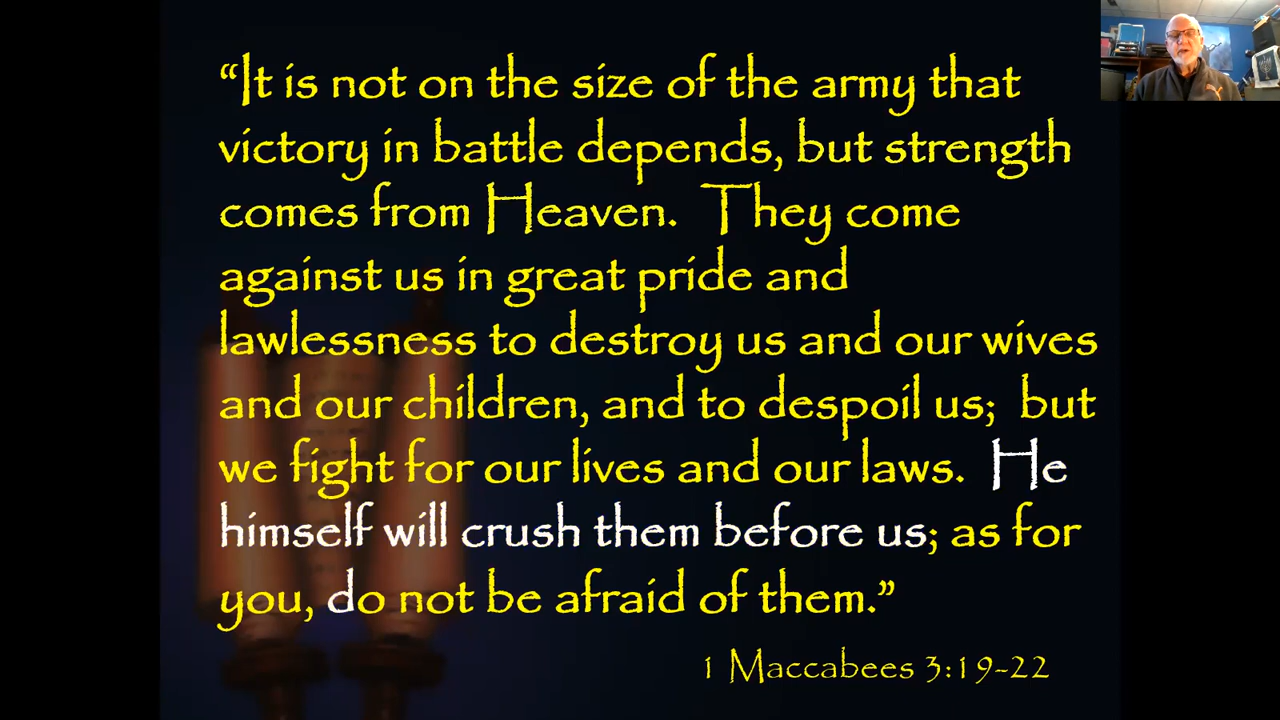 “It is not on the size of the army that
victory in battle depends, but strength
comes from Heaven. They come
against us in great pride and
lawlessness to destroy us and our wives
and our children, and to despoil us; but
we fight for our lives and our laws. He
himself will crush them before us; as for
you, do not be afraid of them.”
1 Maccabees 3:19-22